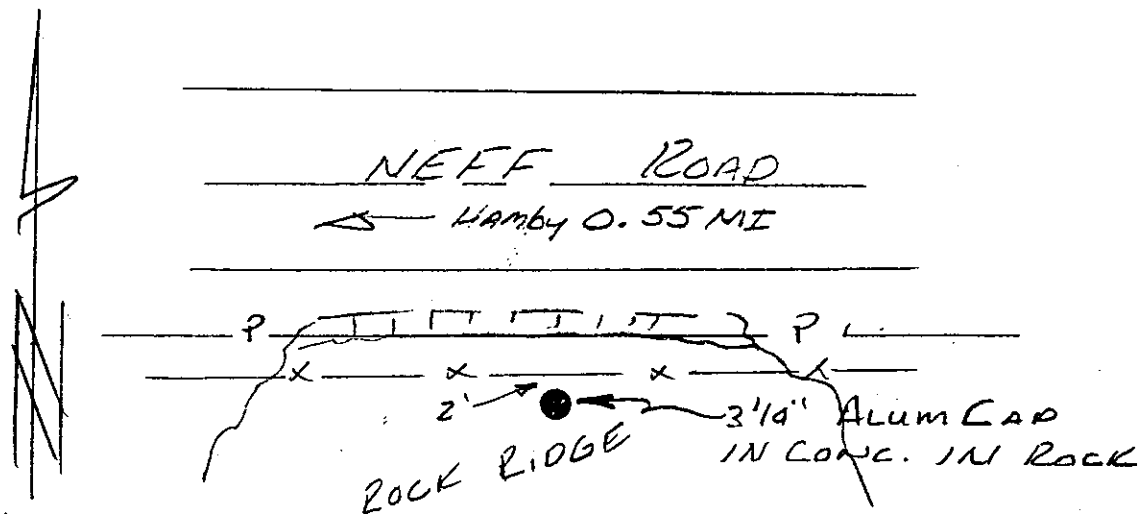 NEFF ROAD
Hamby 0.55 MI
P P
x x x x
2'
3 1/4" ALUM CAP
IN CONC. IN ROCK
ROCK RIDGE
N